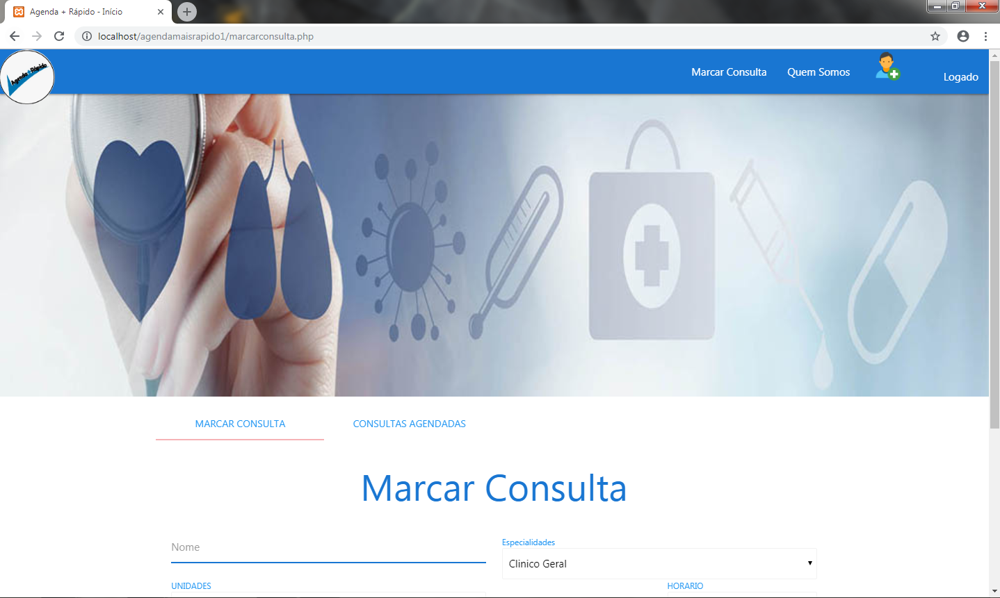 Agenda + Rápido - Início
localhost/agendamaisrapido1/marcarconsulta.php
Agenda + Rápido
Marcar Consulta
Quem Somos
Logado
MARCAR CONSULTA
CONSULTAS AGENDADAS
Marcar Consulta
Nome
Especialidades
Clinico Geral
UNIDADES
HORARIO